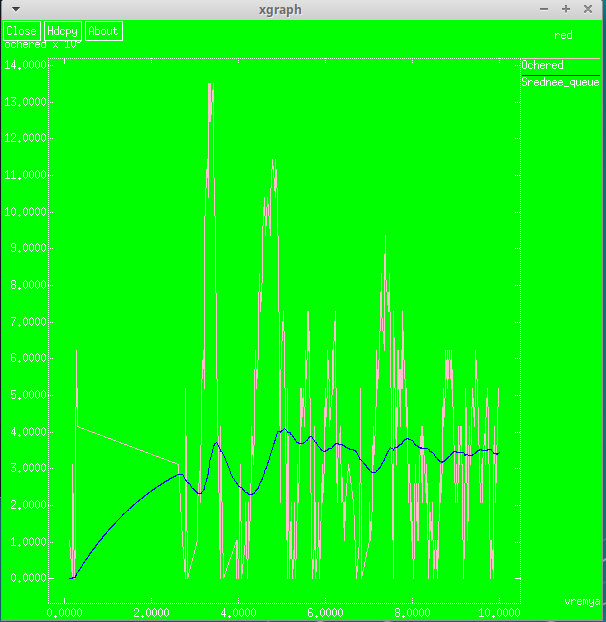 xgraph
Close Hdcpy About
ochered x 10
red
Ochered
Srednee_queue
14.0000
13.0000
12.0000
11.0000
10.0000
9.0000
8.0000
7.0000
6.0000
5.0000
4.0000
3.0000
2.0000
1.0000
0.0000
vremya
0.0000 2.0000 4.0000 6.0000 8.0000 10.0000